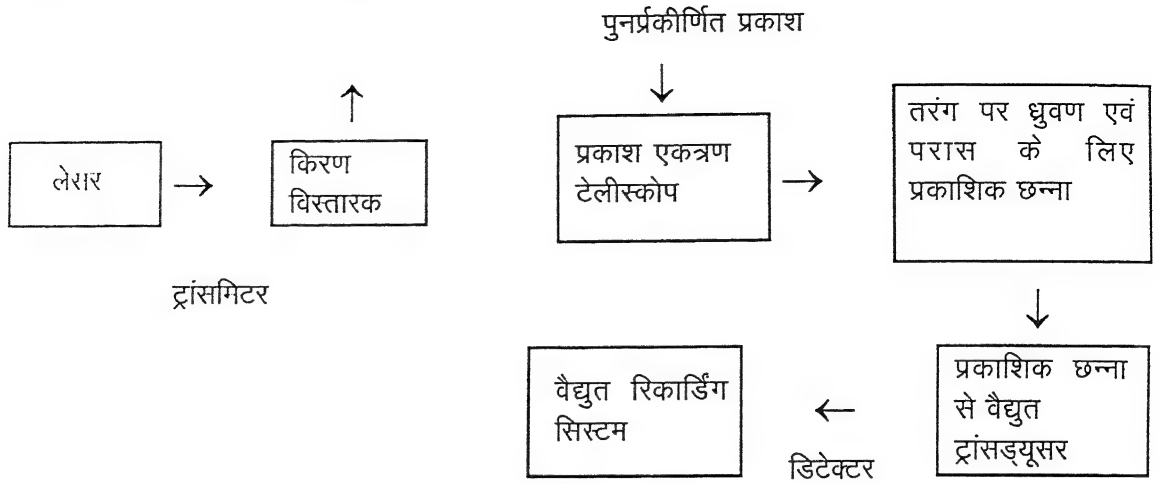 पुनर्प्रकीर्णित प्रकाश
लेसर
किरण
विस्तारक
ट्रांसमिटर
प्रकाश एकत्रण
टेलीस्कोप
तरंग पर ध्रुवण एवं
परास के लिए
प्रकाशिक छन्ना
प्रकाशिक छन्ना
से वैद्युत
ट्रांसड्यूसर
डिटेक्टर
वैद्युत रिकार्डिंग
सिस्टम